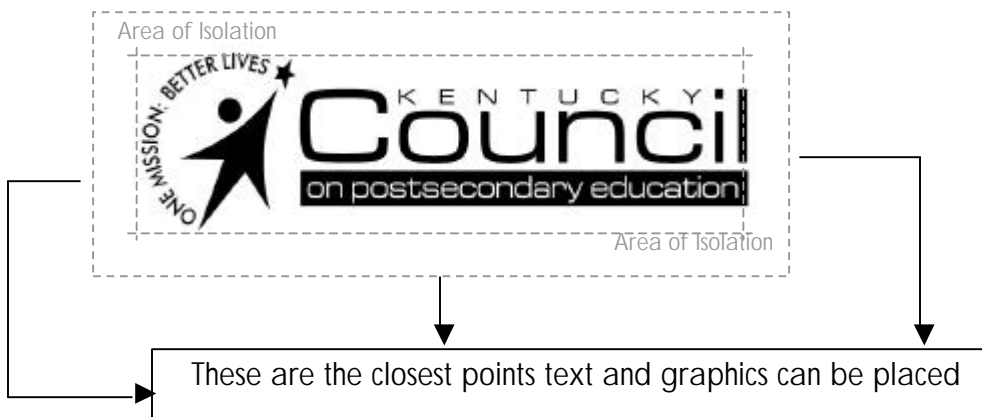 Area of Isolation
ONE MISSION: BETTER LIVES
KENTUCKY
Council
on postsecondary education
Area of Isolation
These are the closest points text and graphics can be placed